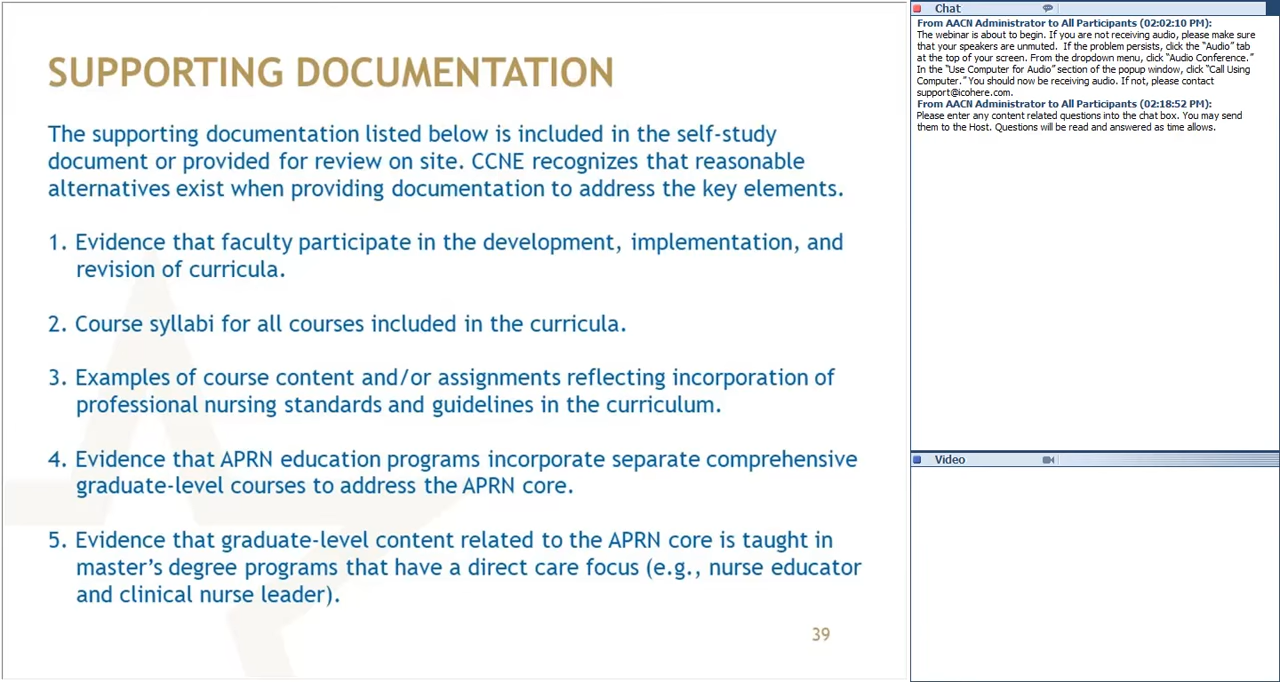 SUPPORTING DOCUMENTATION
The supporting documentation listed below is included in the self-study
document or provided for review on site. CCNE recognizes that reasonable
alternatives exist when providing documentation to address the key elements.
1. Evidence that faculty participate in the development, implementation, and
revision of curricula.
2. Course syllabi for all courses included in the curricula.
3. Examples of course content and/or assignments reflecting incorporation of
professional nursing standards and guidelines in the curriculum.
4. Evidence that APRN education programs incorporate separate comprehensive
graduate-level courses to address the APRN core.
5. Evidence that graduate-level content related to the APRN core is taught in
master's degree programs that have a direct care focus (e.g., nurse educator
and clinical nurse leader).
39
Chat
From AACN Administrator to All Participants (02:02:10 PM):
The webinar is about to begin. If you are not receiving audio, please make sure
that your speakers are unmuted.  If the problem persists, click the "Audio" tab
at the top of your screen. From the dropdown menu, click "Audio Conference."
In the "Use Computer for Audio" section of the popup window, click "Call Using
Computer." You should now be receiving audio. If not, please contact
support@icohere.com.
From AACN Administrator to All Participants (02:18:52 PM):
Please enter any content related questions into the chat box. You may send
them to the Host. Questions will be read and answered as time allows.
Video